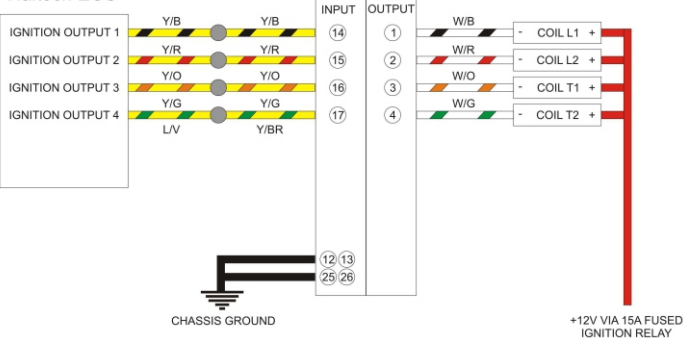 INPUT OUTPUT
IGNITION OUTPUT 1 Y/B Y/B 14 1 W/B - COIL L1 +
IGNITION OUTPUT 2 Y/R Y/R 15 2 W/R - COIL L2 +
IGNITION OUTPUT 3 Y/O Y/O 16 3 W/O - COIL T1 +
IGNITION OUTPUT 4 Y/G Y/G 17 4 W/G - COIL T2 +
L/V Y/BR
12 13
25 26
CHASSIS GROUND
+12V VIA 15A FUSED
IGNITION RELAY